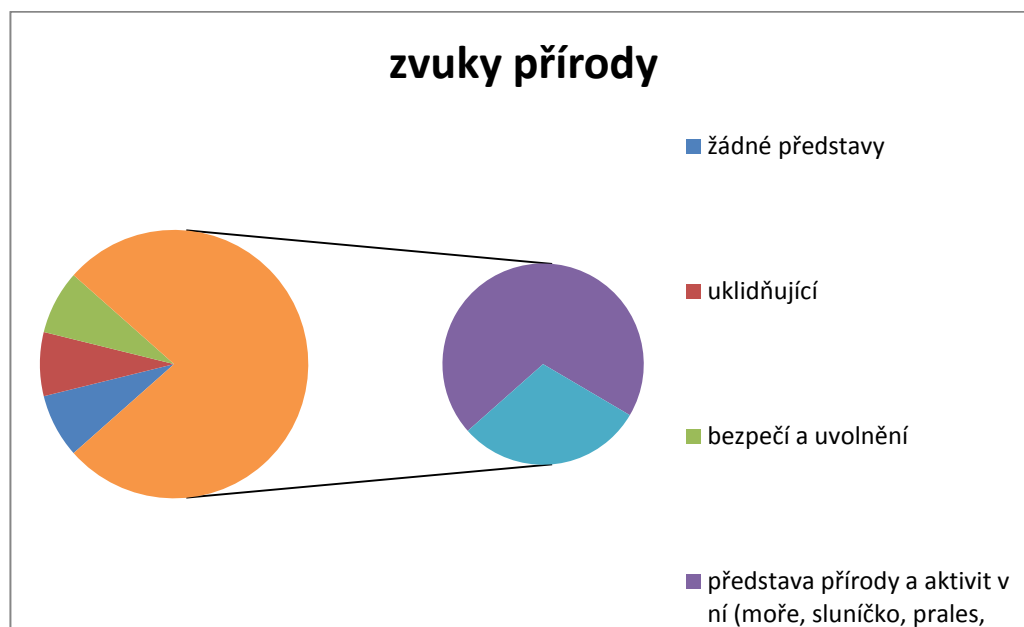 zvuky přírody
žádné představy
uklidňující
bezpečí a uvolnění
představa přírody a aktivit v
ní (moře, sluníčko, prales,